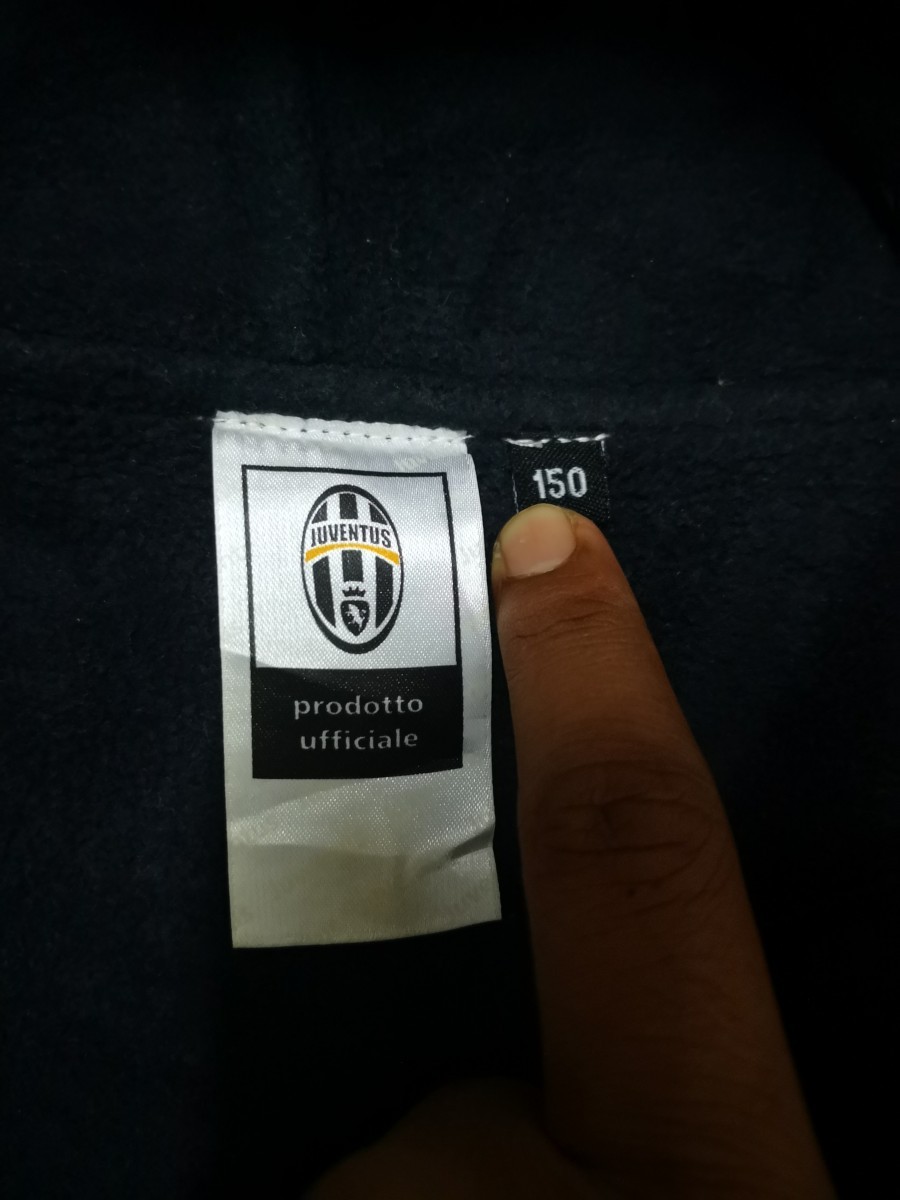 JUVENTUS
prodotto
ufficiale
150